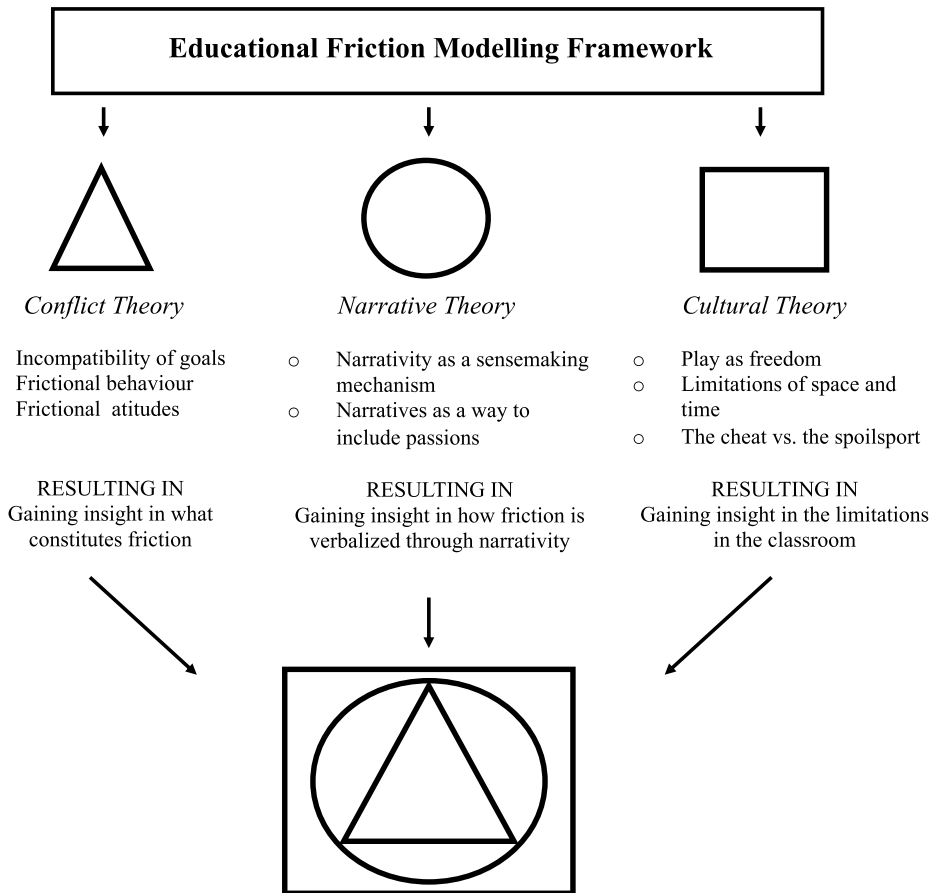 Educational Friction Modelling Framework
Conflict Theory
Incompatibility of goals
Frictional behaviour
Frictional atitudes
RESULTING IN
Gaining insight in what
constitutes friction
Narrative Theory
o Narrativity as a sensemaking
mechanism
o Narratives as a way to
include passions
RESULTING IN
Gaining insight in how friction is
verbalized through narrativity
Cultural Theory
o Play as freedom
o Limitations of space and
time
o The cheat vs. the spoilsport
RESULTING IN
Gaining insight in the limitations
in the classroom